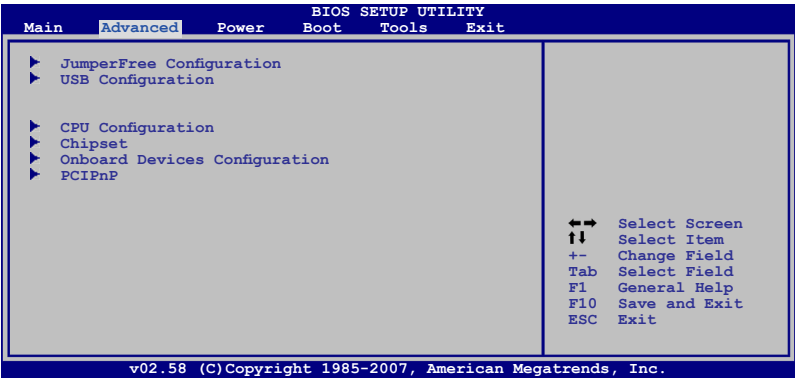 BIOS SETUP UTILITY
Main Advanced Power Boot Tools Exit
JumperFree Configuration
USB Configuration
CPU Configuration
Chipset
Onboard Devices Configuration
PCIPnP
←→ Select Screen
↑↓ Select Item
+- Change Field
Tab Select Field
F1 General Help
F10 Save and Exit
ESC Exit
v02.58 (C)Copyright 1985-2007, American Megatrends, Inc.